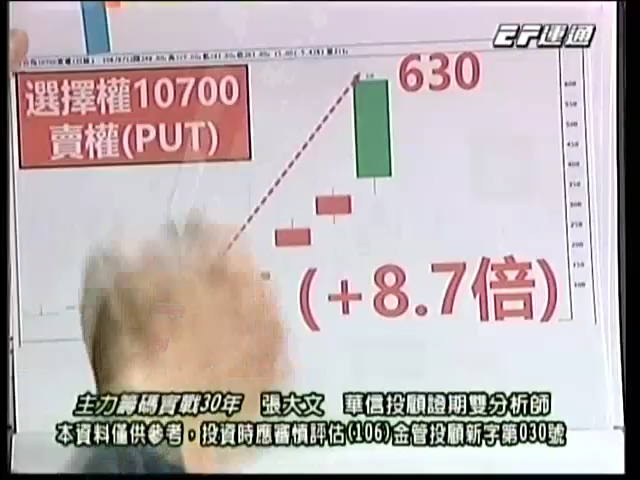 EF建通
選擇權10700
賣權(PUT)
630
(+8.7倍)
主力籌碼實戰30年 張大文 華信投顧證期雙分析師
本資料僅供參考，投資時應審慎評估(106)金管投顧新字第030號